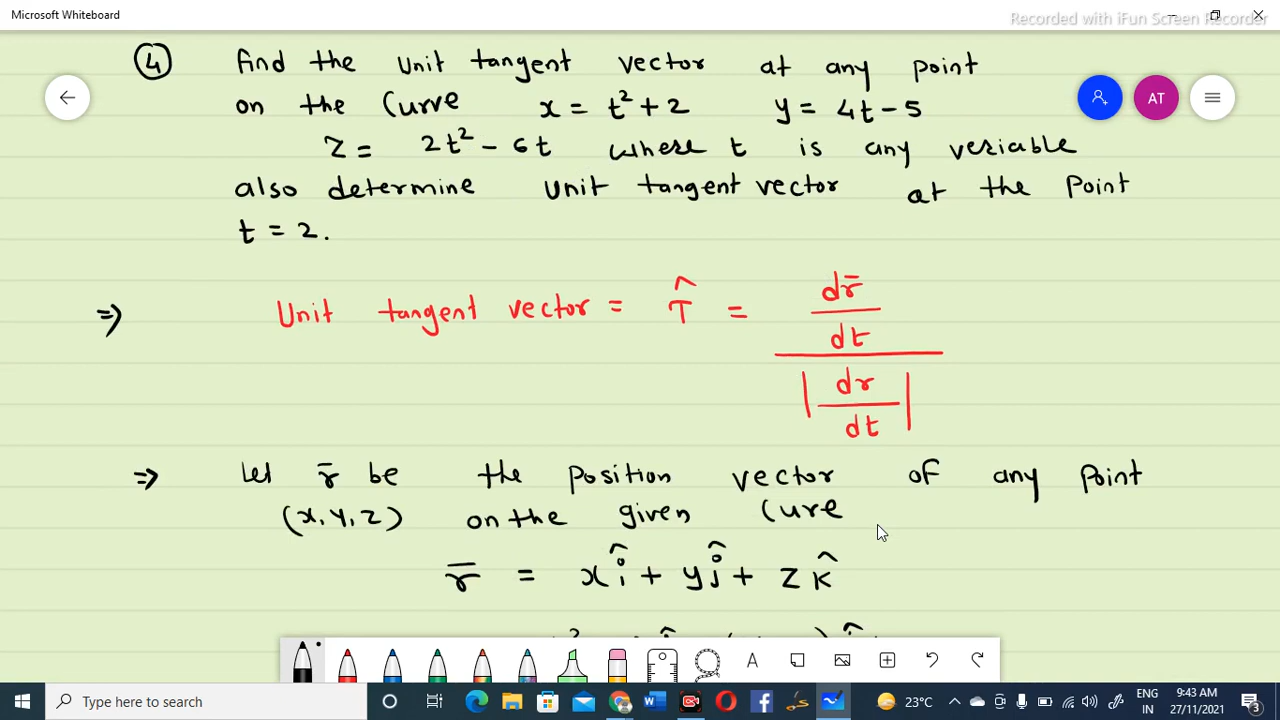 Microsoft Whiteboard
Recorded with iFun Screen Recorder
④ find the Unit tangent vector at any point
on the Curve x = t² + 2 y = 4t - 5
z = 2t² - 6t where t is any veriable
also determine Unit tangent vector at the Point
t = 2.
AT
⇒ Unit tangent vector = T̂ = (dr̄/dt) / |dr/dt|
⇒ Let r̄ be the position vector of any Point
(x, y, z) on the given Cure
r̄ = xî + yĵ + zk̂
A
Type here to search
23°C
ENG
IN
9:43 AM
27/11/2021
3